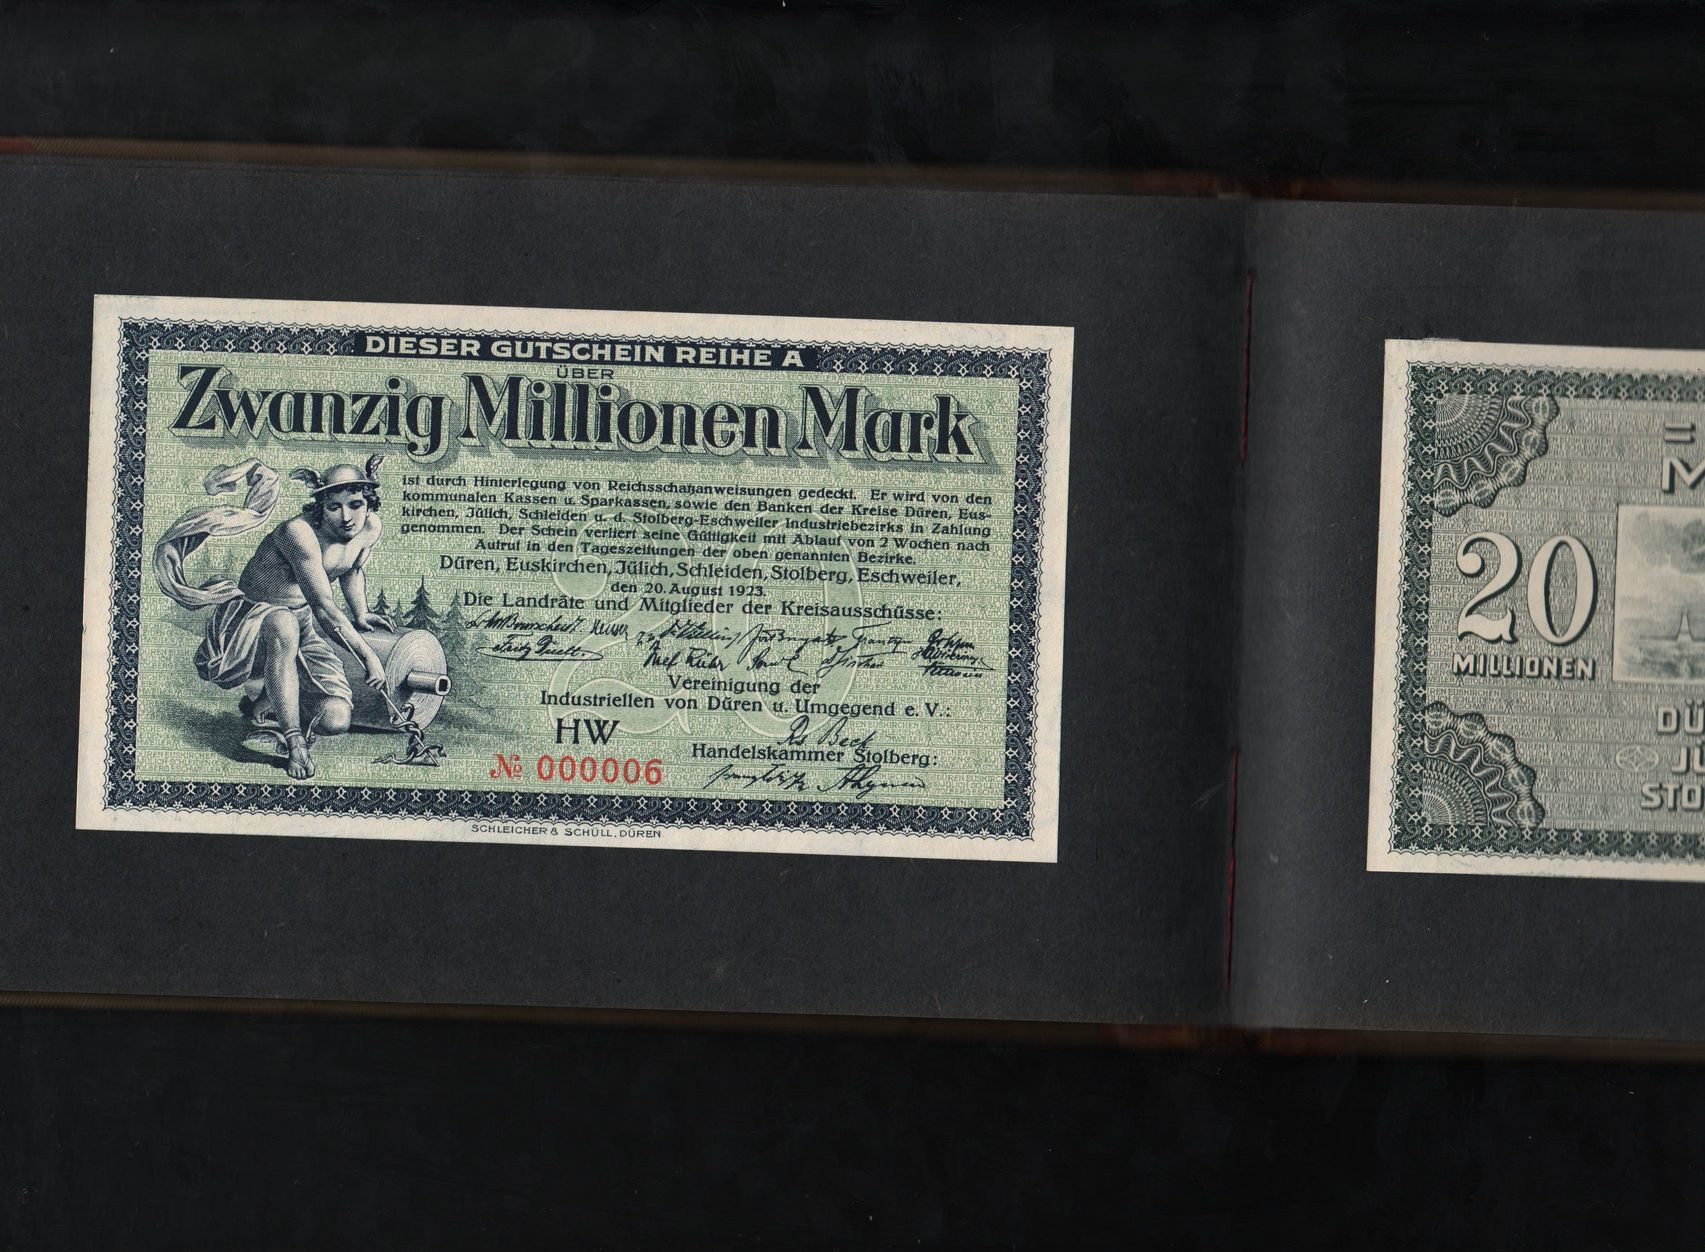 DIESER GUTSCHEIN REIHE A
ÜBER
Zwanzig Millionen Mark
ist durch Hinterlegung von Reichsschatzanweisungen gedeckt. Er wird von den
kommunalen Kassen u. Sparkassen, sowie den Banken der Kreise Düren, Eus-
kirchen, Jülich, Schleiden u. d. Stolberg-Eschweiler Industriebezirks in Zahlung
genommen. Der Schein verliert seine Gültigkeit mit Ablauf von 2 Wochen nach
Aufruf in den Tageszeitungen der oben genannten Bezirke.
Düren, Euskirchen, Jülich, Schleiden, Stolberg, Eschweiler,
den 20. August 1923.
Die Landräte und Mitglieder der Kreisausschüsse:
Vereinigung der
Industriellen von Düren u. Umgegend e. V.:
HW
Beck
Handelskammer Stolberg:
№ 000006
SCHLEICHER & SCHÜLL, DÜREN
M
20
MILLIONEN
DÜ
JÜ
STO